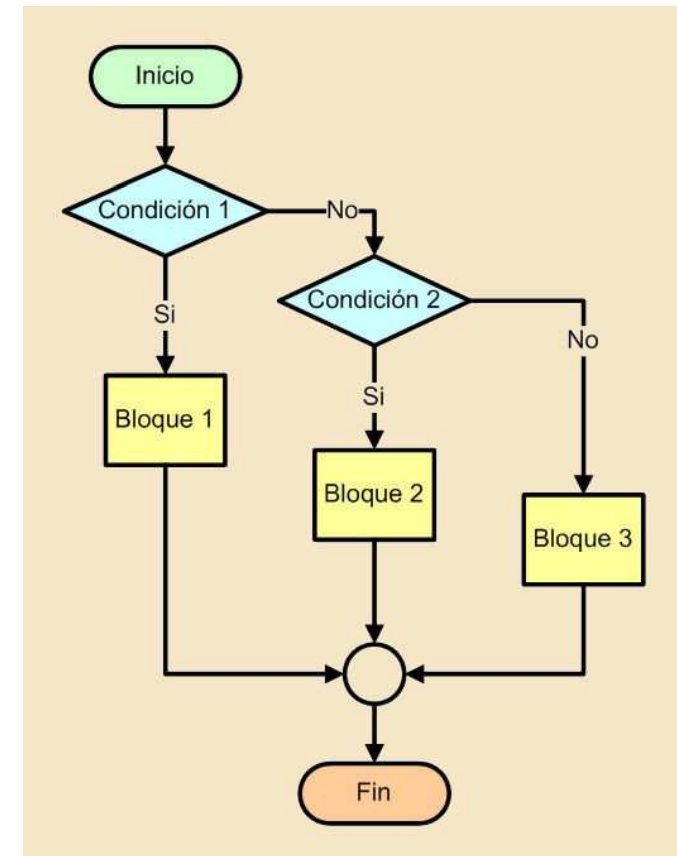 Inicio
Condición 1
No
Condición 2
Si
No
Bloque 1
Si
Bloque 2
Bloque 3
Fin